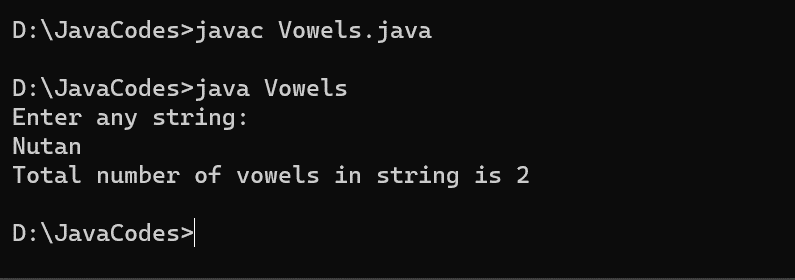 D:\JavaCodes>javac Vowels.java
D:\JavaCodes>java Vowels
Enter any string:
Nutan
Total number of vowels in string is 2
D:\JavaCodes>